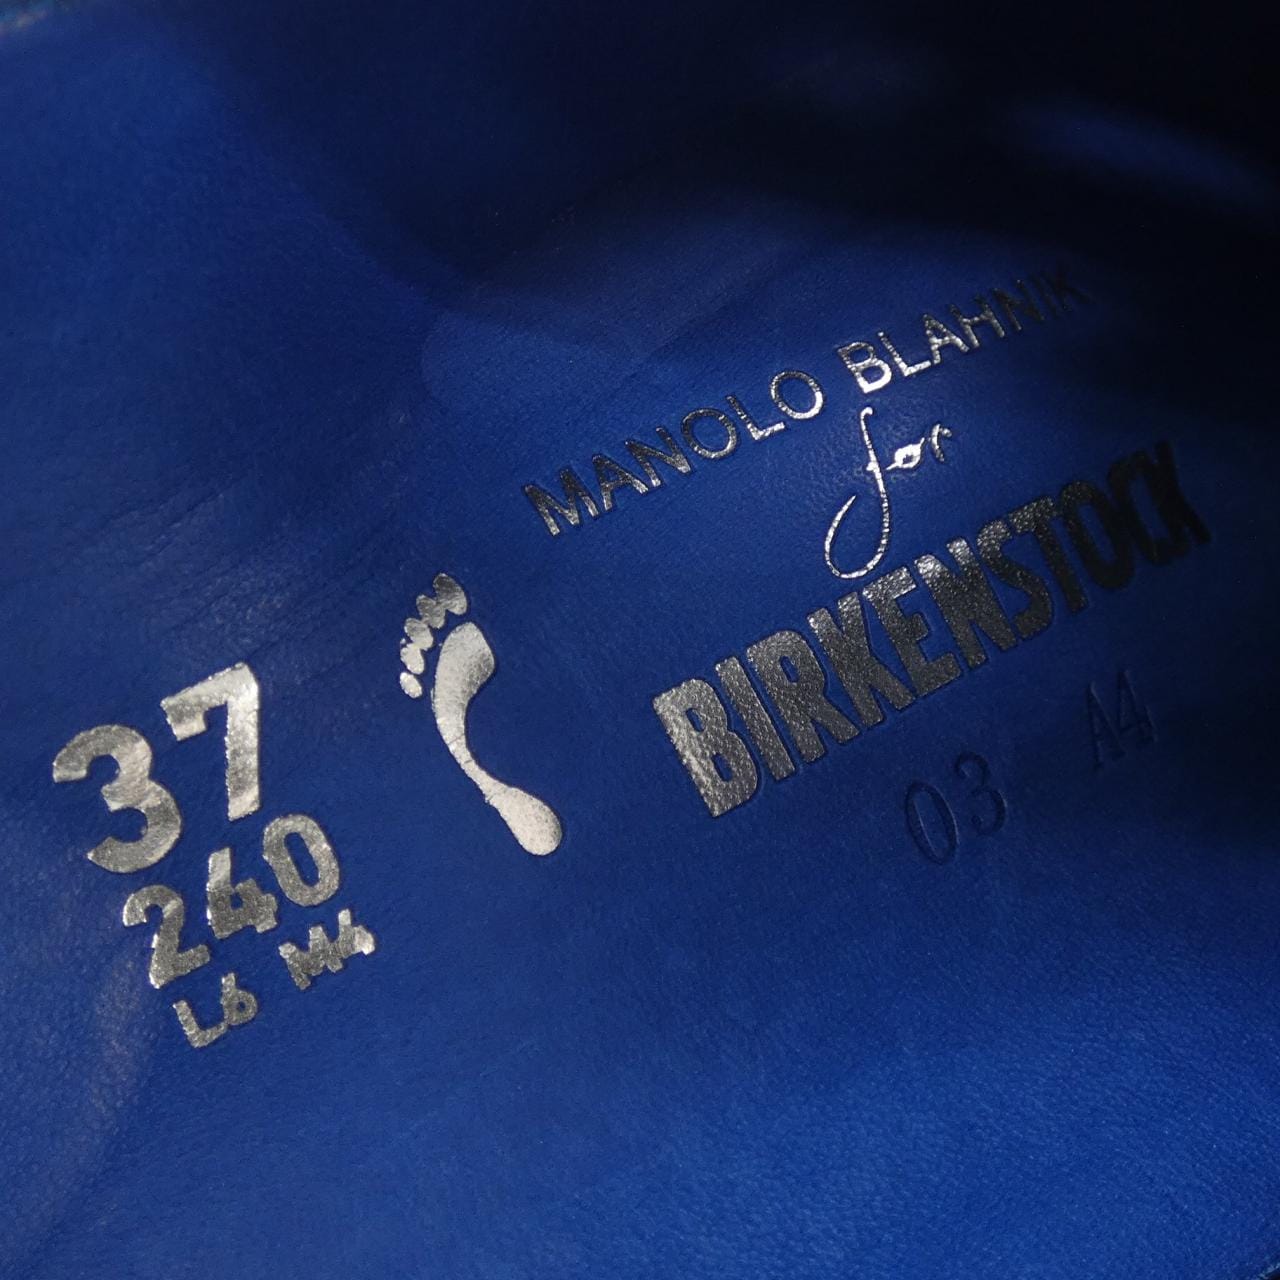 MANOLO BLAHNIK
for
BIRKENSTOCK
03 A4
37
240
L6 M4